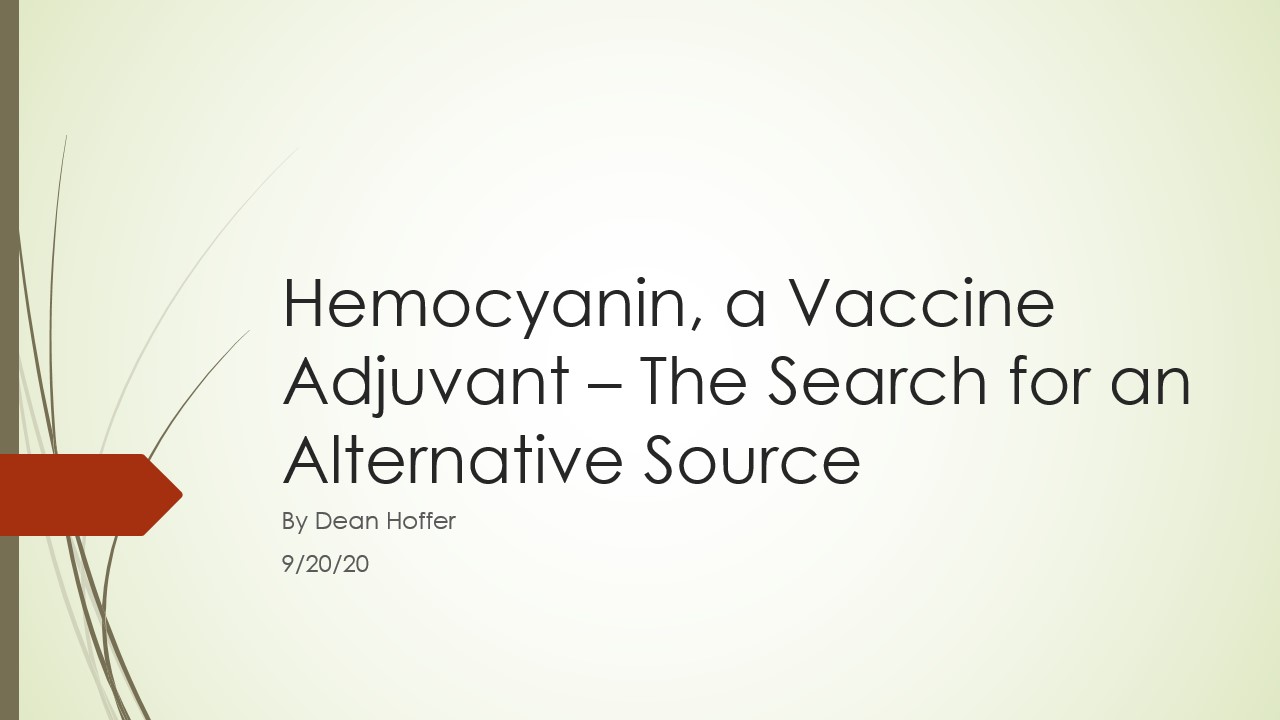 Hemocyanin, a Vaccine
Adjuvant – The Search for an
Alternative Source
By Dean Hoffer
9/20/20